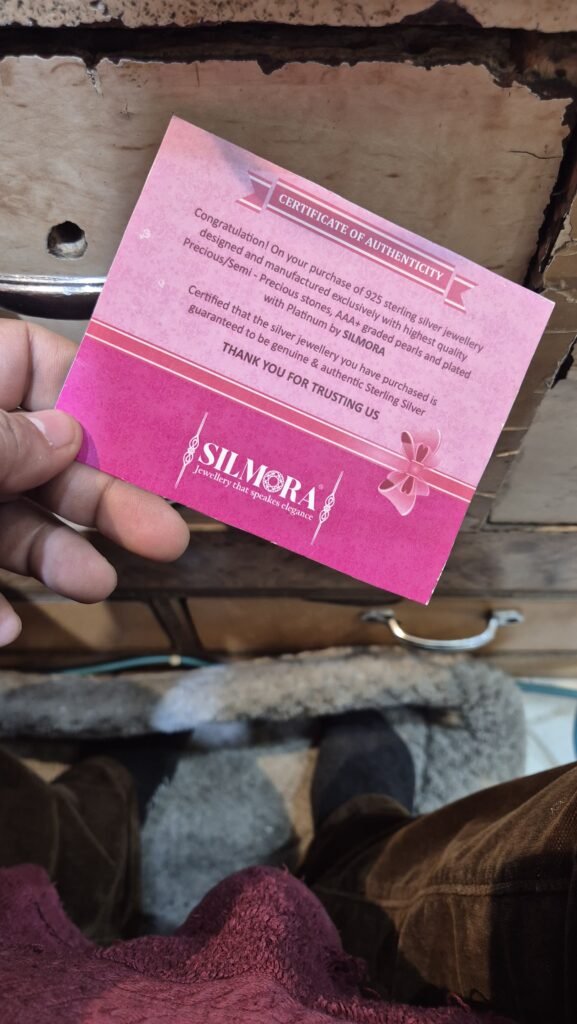 CERTIFICATE OF AUTHENTICITY
Congratulation! On your purchase of 925 sterling silver jewellery
designed and manufactured exclusively with highest quality
Precious/Semi - Precious stones, AAA+ graded pearls and plated
with Platinum by SILMORA
Certified that the silver jewellery you have purchased is
guaranteed to be genuine & authentic Sterling Silver
THANK YOU FOR TRUSTING US
SILMORA®
Jewellery that speakes elegance